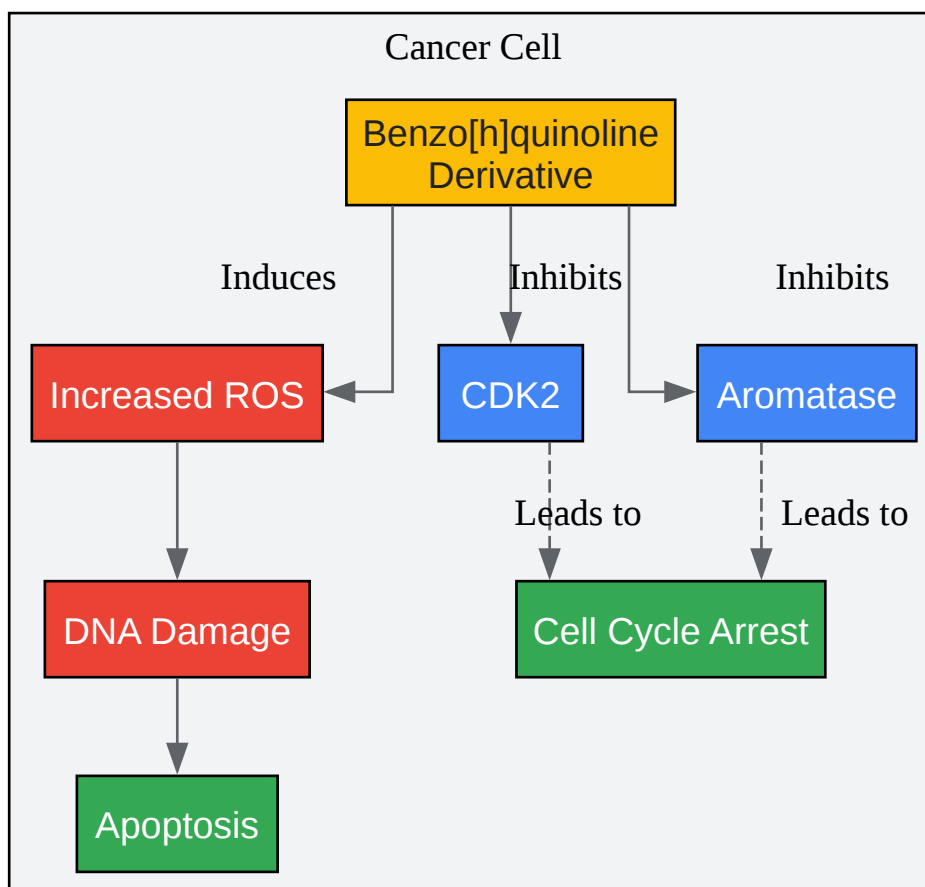 Cancer Cell
Benzo[h]quinoline
Derivative
Induces
Inhibits
Inhibits
Increased ROS
CDK2
Aromatase
Leads to
Leads to
DNA Damage
Cell Cycle Arrest
Apoptosis